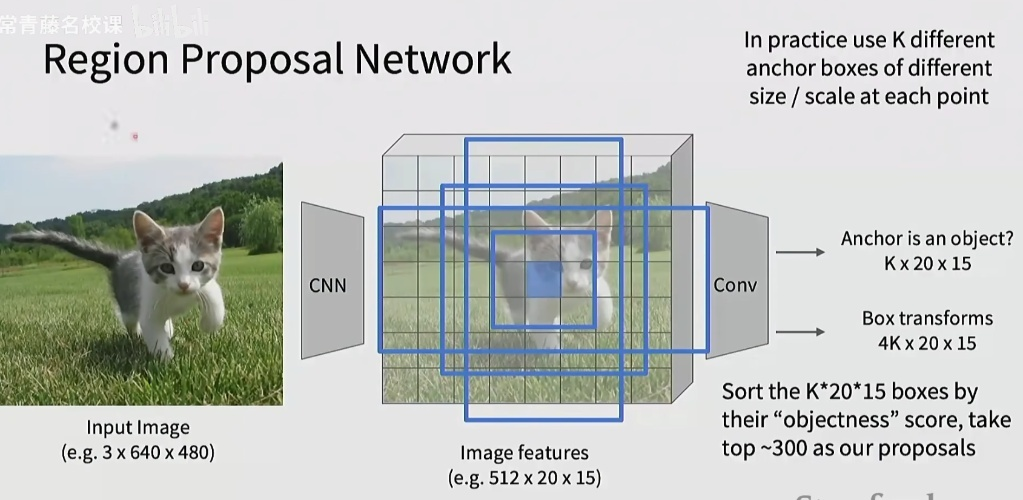 常青藤名校课 bilibili
Region Proposal Network
In practice use K different
anchor boxes of different
size / scale at each point
CNN
Conv
Anchor is an object?
K x 20 x 15
Box transforms
4K x 20 x 15
Sort the K*20*15 boxes by
their “objectness” score, take
top ~300 as our proposals
Input Image
(e.g. 3 x 640 x 480)
Image features
(e.g. 512 x 20 x 15)